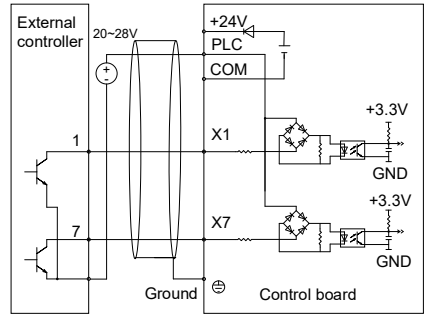 External
controller
20~28V
+
-
+24V
PLC
COM
1
X1
+3.3V
GND
7
X7
+3.3V
GND
Ground
Control board